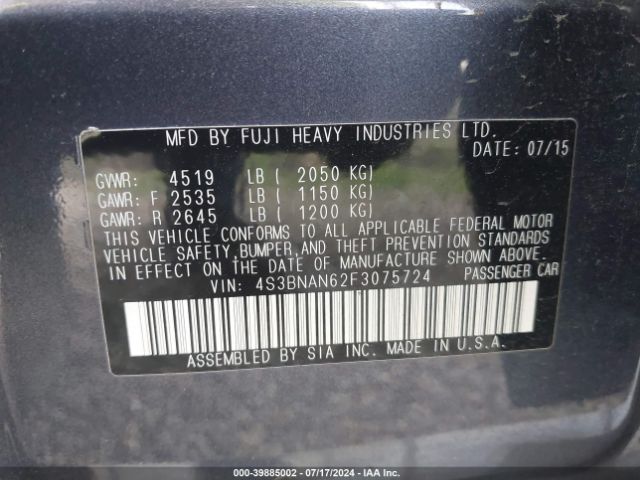 MFD BY FUJI HEAVY INDUSTRIES LTD.
DATE: 07/15
GVWR: 4519 LB ( 2050 KG)
GAWR: F 2535 LB ( 1150 KG)
GAWR: R 2645 LB ( 1200 KG)
THIS VEHICLE CONFORMS TO ALL APPLICABLE FEDERAL MOTOR
VEHICLE SAFETY,BUMPER,AND THEFT PREVENTION STANDARDS
IN EFFECT ON THE DATE OF MANUFACTURE SHOWN ABOVE.
VIN: 4S3BNAN62F3075724 PASSENGER CAR
ASSEMBLED BY SIA INC. MADE IN U.S.A.
000-39885002 | 07/17/2024 | IAA Inc.